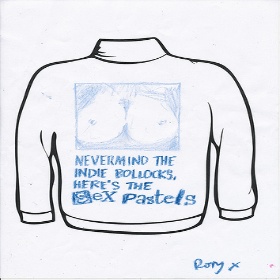 NEVERMIND THE
INDIE BOLLOCKS,
HERE'S THE
SEX PASTELS
Rory x